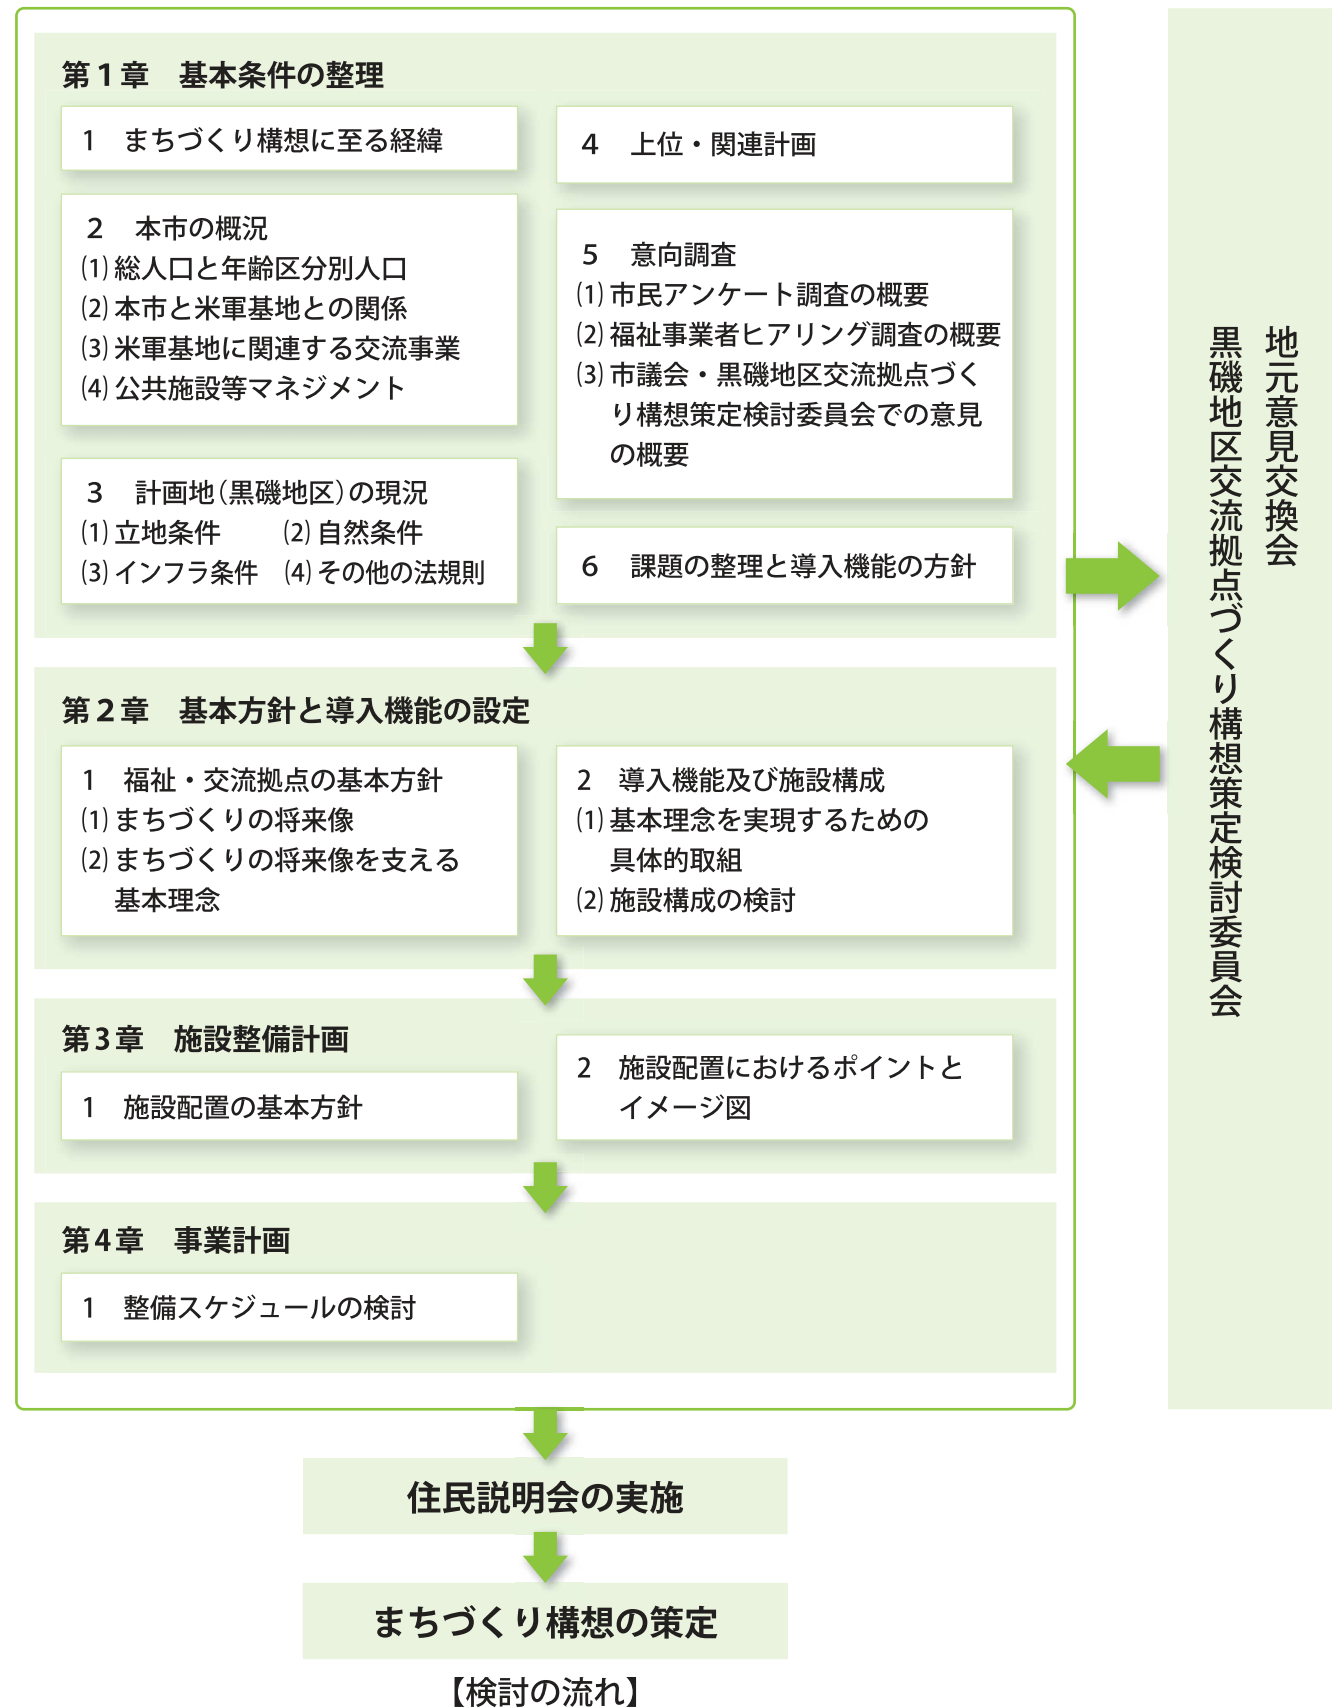 第1章　基本条件の整理
1　まちづくり構想に至る経緯
2　本市の概況
(1) 総人口と年齢区分別人口
(2) 本市と米軍基地との関係
(3) 米軍基地に関連する交流事業
(4) 公共施設等マネジメント
3　計画地（黒磯地区）の現況
(1) 立地条件　　(2) 自然条件
(3) インフラ条件　(4) その他の法規則
4　上位・関連計画
5　意向調査
(1) 市民アンケート調査の概要
(2) 福祉事業者ヒアリング調査の概要
(3) 市議会・黒磯地区交流拠点づく
り構想策定検討委員会での意見
の概要
6　課題の整理と導入機能の方針
第2章　基本方針と導入機能の設定
1　福祉・交流拠点の基本方針
(1) まちづくりの将来像
(2) まちづくりの将来像を支える
基本理念
2　導入機能及び施設構成
(1) 基本理念を実現するための
具体的取組
(2) 施設構成の検討
第3章　施設整備計画
1　施設配置の基本方針
2　施設配置におけるポイントと
イメージ図
第4章　事業計画
1　整備スケジュールの検討
地元意見交換会
黒磯地区交流拠点づくり構想策定検討委員会
住民説明会の実施
まちづくり構想の策定
【検討の流れ】